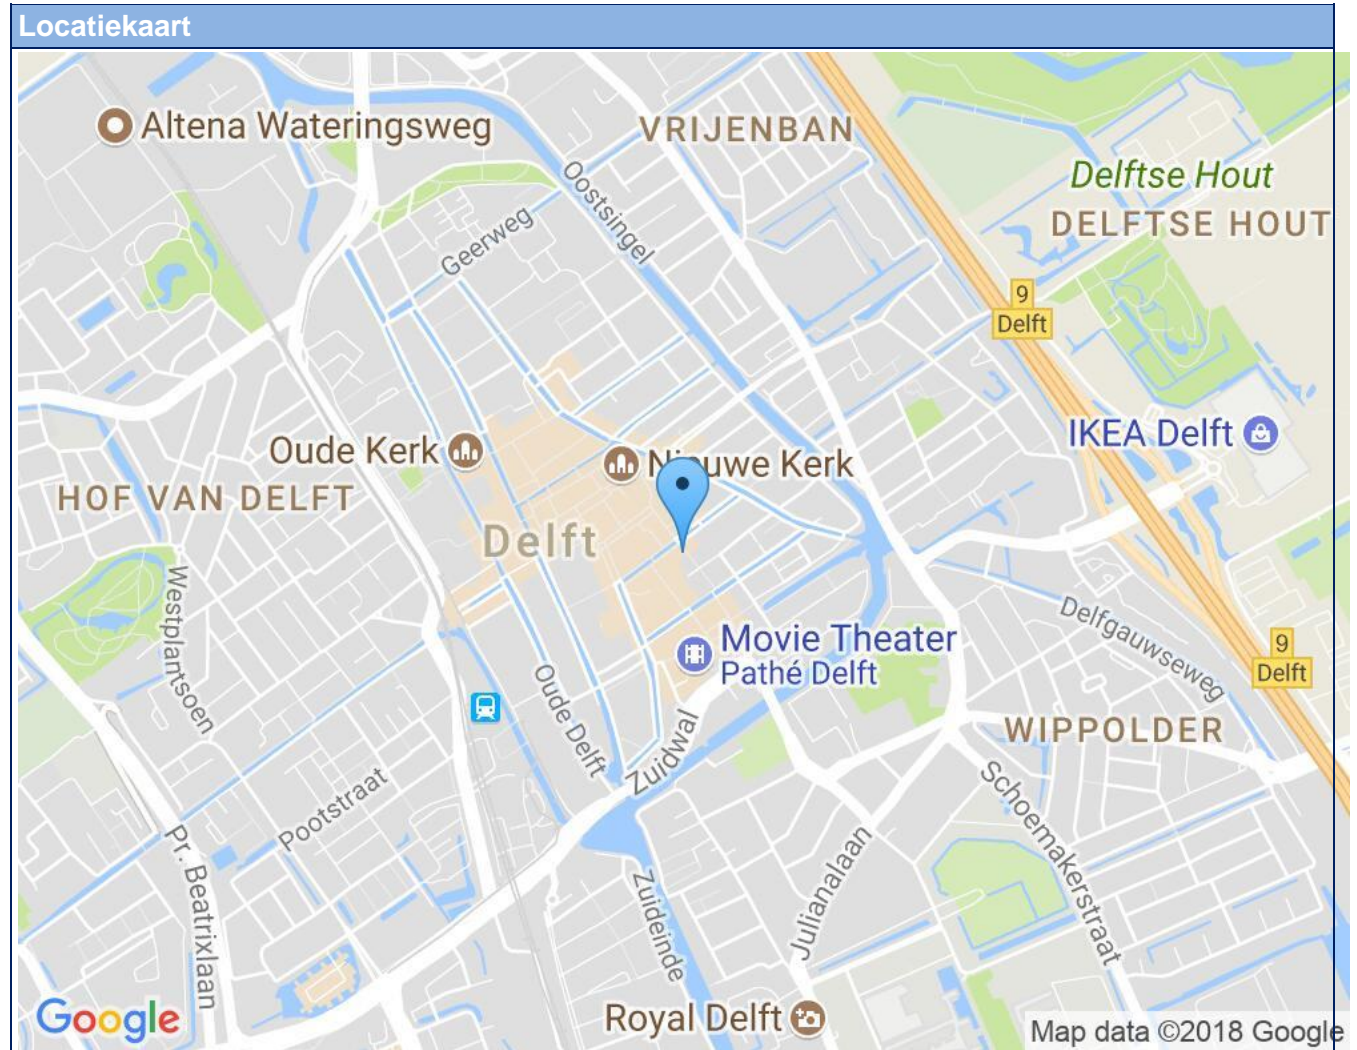 Locatiekaart
Altena Wateringsweg
VRIJENBAN
Oostsingel
Delftse Hout
DELFTSE HOUT
Geerweg
9
Delft
IKEA Delft
Oude Kerk
Nieuwe Kerk
HOF VAN DELFT
Delft
Westplantsoen
Delfgauwseweg
Movie Theater
Pathé Delft
9
Delft
Oude Delft
Zuidwal
WIPPOLDER
Pootstraat
Schoemakerstraat
Pr. Beatrixlaan
Julianalaan
Zuideinde
Royal Delft
Google
Map data ©2018 Google